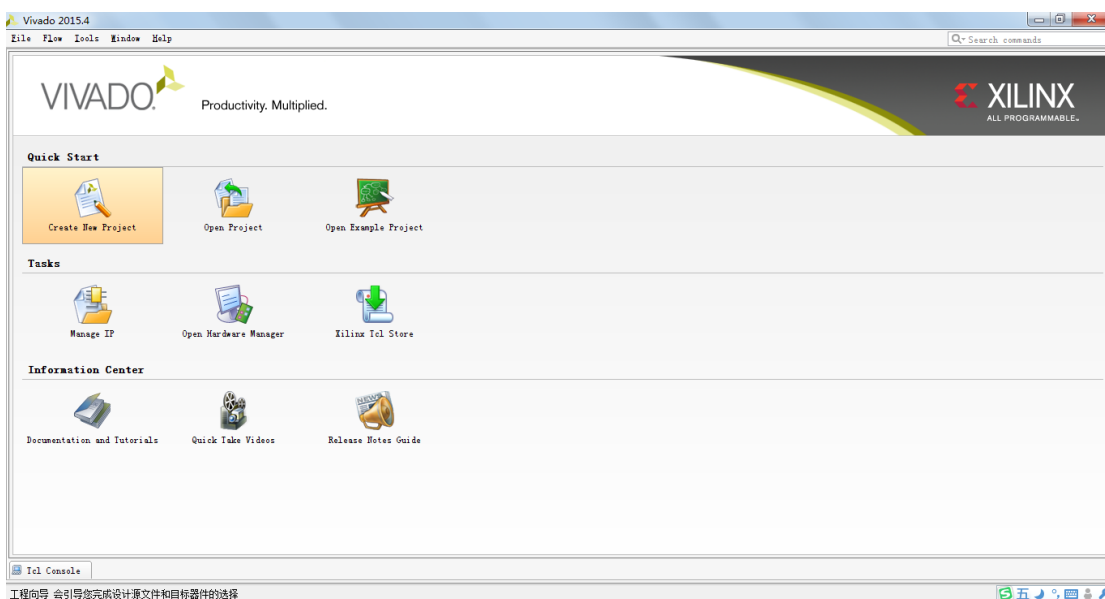 Vivado 2015.4
File Flow Tools Window Help
Search commands
VIVADO. Productivity. Multiplied.
XILINX
ALL PROGRAMMABLE.
Quick Start
Create New Project Open Project Open Example Project
Tasks
Manage IP Open Hardware Manager Xilinx Tcl Store
Information Center
NEWS
Documentation and Tutorials Quick Take Videos Release Notes Guide
Tcl Console
工程向导 会引导您完成设计源文件和目标器件的选择
五